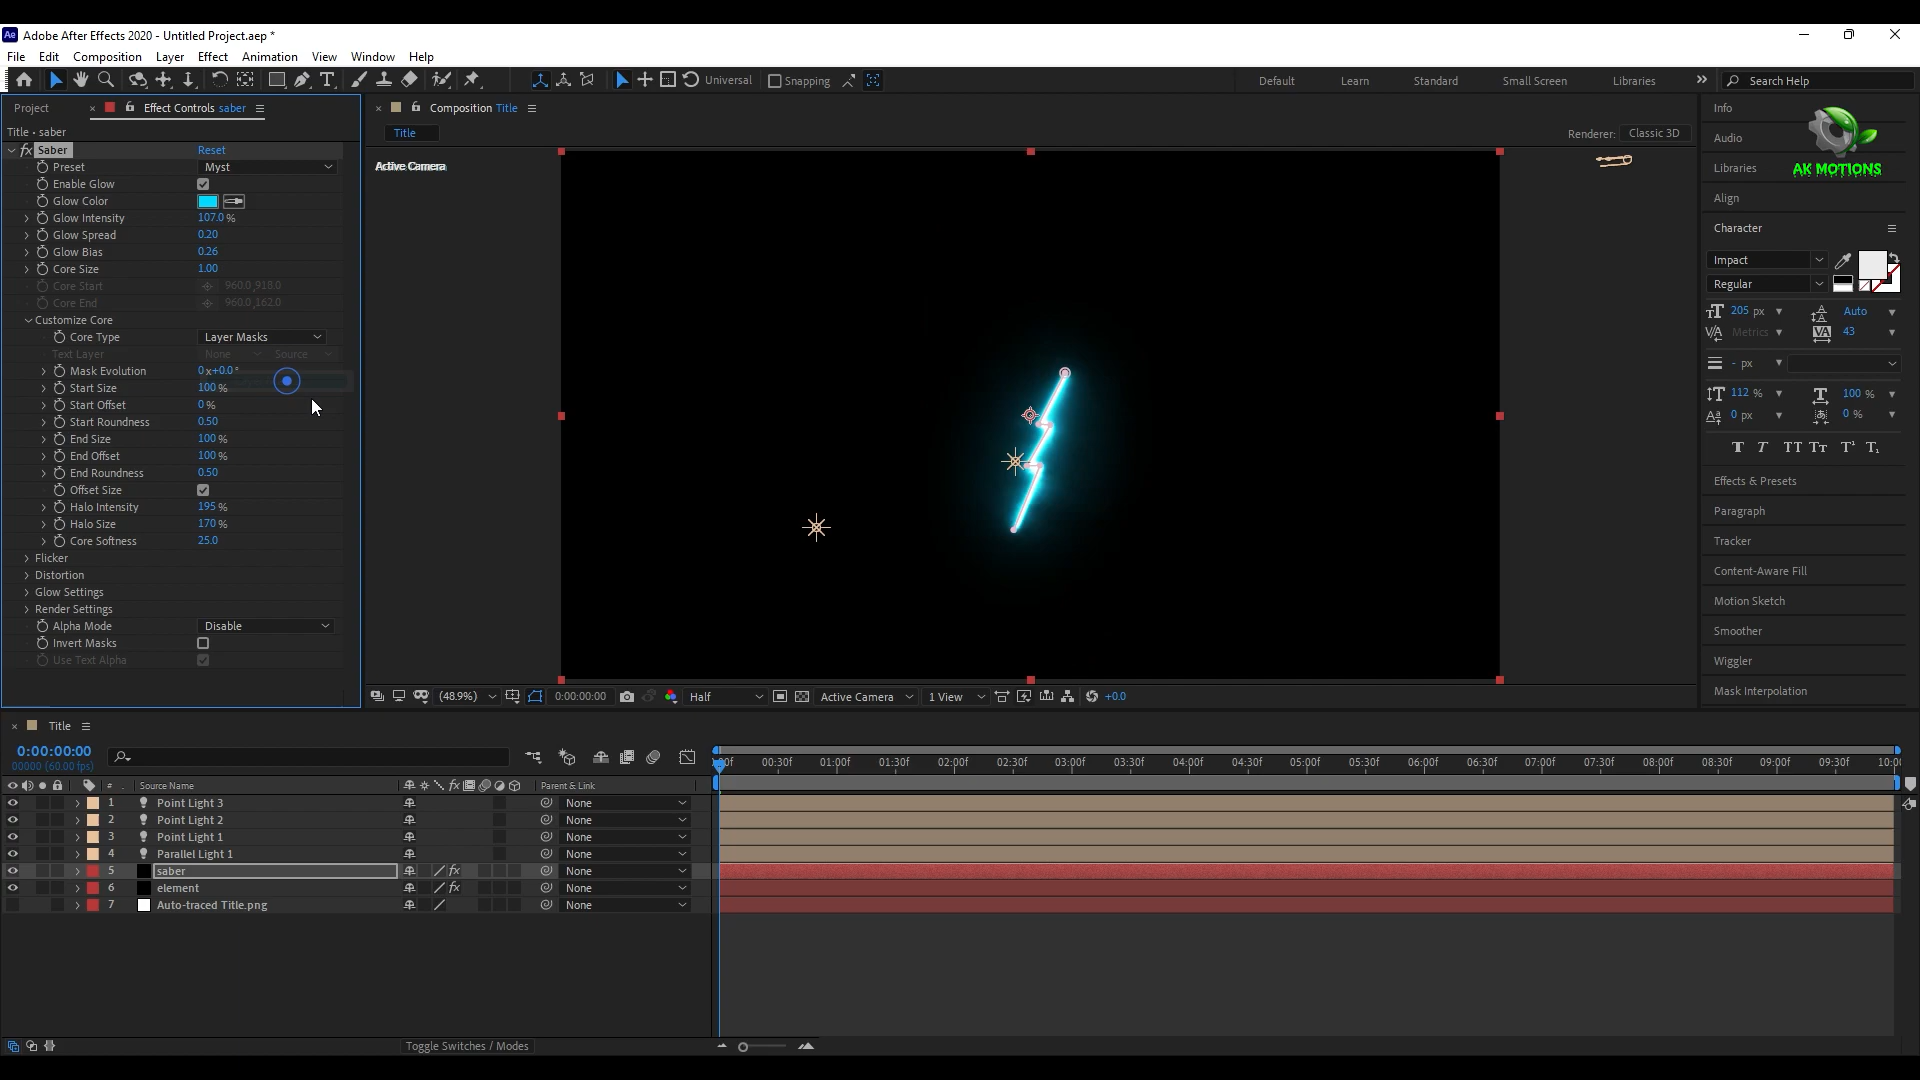 Adobe After Effects 2020 - Untitled Project.aep *
File Edit Composition Layer Effect Animation View Window Help
Universal Snapping Default Learn Standard Small Screen Libraries Search Help
Project Effect Controls saber
Title • saber
fx Saber Reset
Preset Myst
Enable Glow
Glow Color
Glow Intensity 107.0 %
Glow Spread 0.20
Glow Bias 0.26
Core Size 1.00
Core Start 960.0 ,918.0
Core End 960.0 ,162.0
Customize Core
Core Type Layer Masks
Text Layer None Source
Mask Evolution 0 x+0.0 °
Start Size 100 %
Start Offset 0 %
Start Roundness 0.50
End Size 100 %
End Offset 100 %
End Roundness 0.50
Offset Size
Halo Intensity 195 %
Halo Size 170 %
Core Softness 25.0
Flicker
Distortion
Glow Settings
Render Settings
Alpha Mode Disable
Invert Masks
Use Text Alpha
Composition Title
Title
Renderer: Classic 3D
Active Camera
(48.9%) 0:00:00:00 Half Active Camera 1 View +0.0
Info
Audio
Libraries
AK MOTIONS
Align
Character
Impact
Regular
205 px Auto
Metrics 43
- px
112 % 100 %
0 px 0 %
T T TT Tт T¹ T₁
Effects & Presets
Paragraph
Tracker
Content-Aware Fill
Motion Sketch
Smoother
Wiggler
Mask Interpolation
Title
0:00:00:00
00000 (60.00 fps)
00:30f 01:00f 01:30f 02:00f 02:30f 03:00f 03:30f 04:00f 04:30f 05:00f 05:30f 06:00f 06:30f 07:00f 07:30f 08:00f 08:30f 09:00f 09:30f 10:00
# Source Name Parent & Link
1 Point Light 3 None
2 Point Light 2 None
3 Point Light 1 None
4 Parallel Light 1 None
5 saber fx None
6 element fx None
7 Auto-traced Title.png None
Toggle Switches / Modes